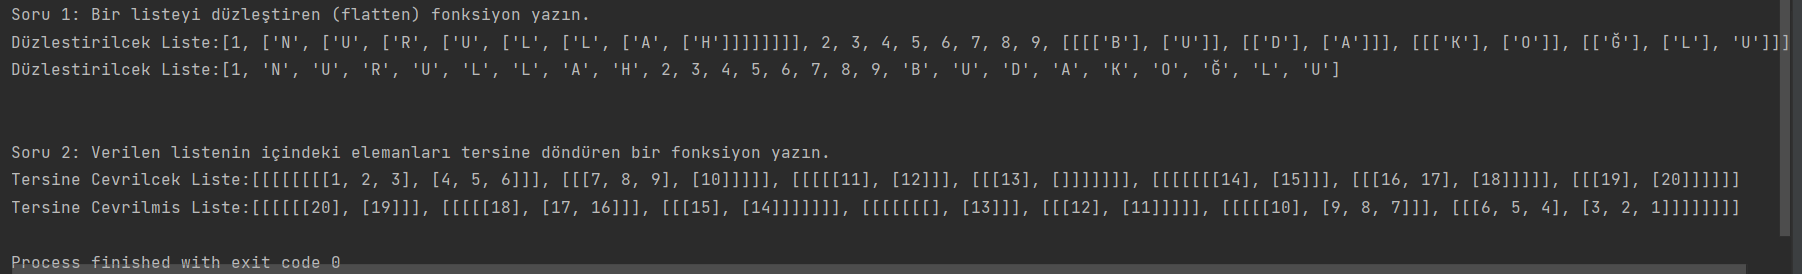 Soru 1: Bir listeyi düzleştiren (flatten) fonksiyon yazın.
Düzlestirilcek Liste:[1, ['N', ['U', ['R', ['U', ['L', ['L', ['A', ['H']]]]]]]], 2, 3, 4, 5, 6, 7, 8, 9, [[[['B'], ['U']], [['D'], ['A']]], [[['K'], ['O']], [['Ğ'], ['L'], 'U']]]
Düzlestirilcek Liste:[1, 'N', 'U', 'R', 'U', 'L', 'L', 'A', 'H', 2, 3, 4, 5, 6, 7, 8, 9, 'B', 'U', 'D', 'A', 'K', 'O', 'Ğ', 'L', 'U']
Soru 2: Verilen listenin içindeki elemanları tersine döndüren bir fonksiyon yazın.
Tersine Cevrilcek Liste:[[[[[[[[1, 2, 3], [4, 5, 6]]], [[[7, 8, 9], [10]]]]], [[[[[11], [12]]], [[[13], []]]]]]], [[[[[[[14], [15]]], [[[16, 17], [18]]]]], [[[19], [20]]]]]]
Tersine Cevrilmis Liste:[[[[[[20], [19]]], [[[[[18], [17, 16]]], [[[15], [14]]]]]]], [[[[[[[], [13]]], [[[12], [11]]]]], [[[[[10], [9, 8, 7]]], [[[6, 5, 4], [3, 2, 1]]]]]]]]
Process finished with exit code 0